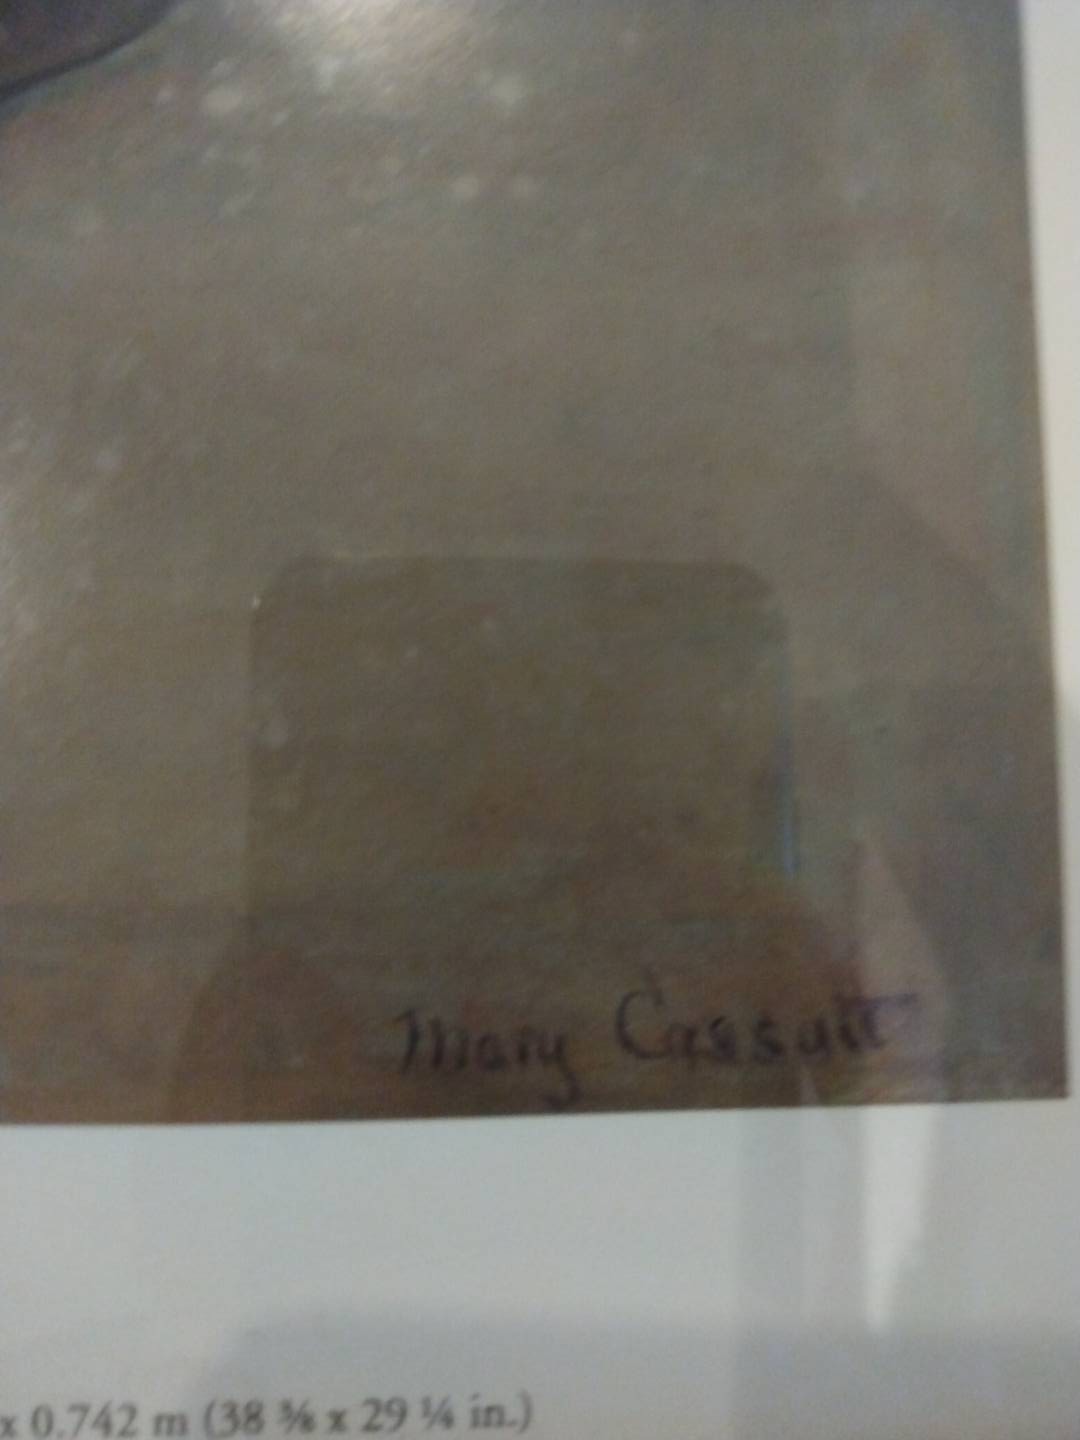 Mary Cassatt
x 0.742 m (38 ⅜ x 29 ¼ in.)